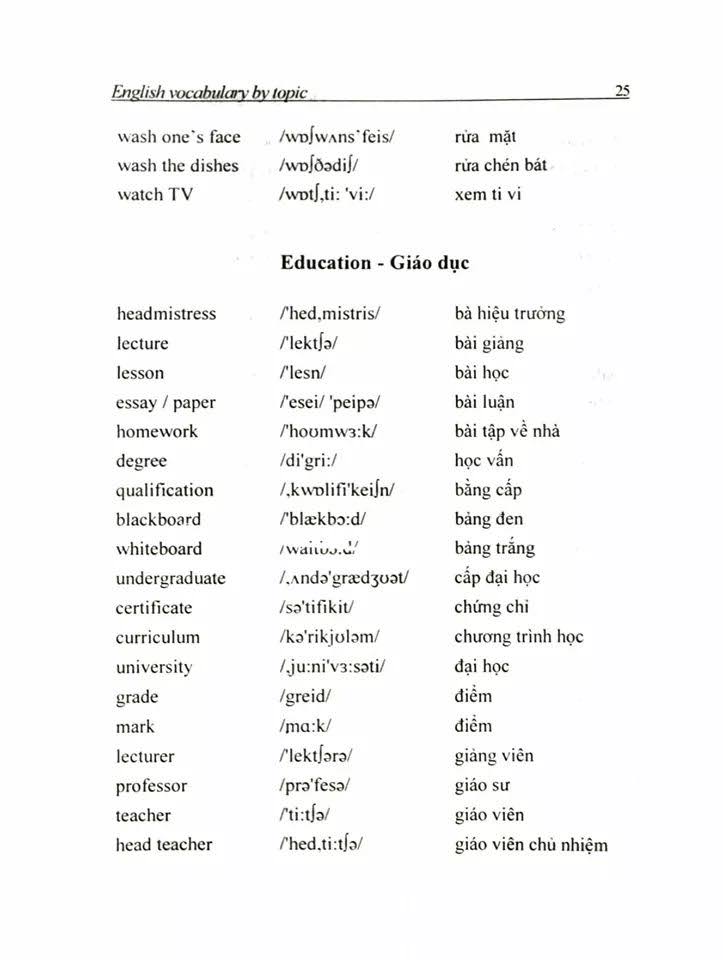 English vocabulary by topic 25
wash one's face /wɒʃwʌns'feis/ rửa mặt
wash the dishes /wɒʃðədiʃ/ rửa chén bát
watch TV /wɒtʃ,ti: 'vi:/ xem ti vi
Education - Giáo dục
headmistress /'hed,mistris/ bà hiệu trưởng
lecture /'lektʃə/ bài giảng
lesson /'lesn/ bài học
essay / paper /'esei/ 'peipə/ bài luận
homework /'hoʊmwɜ:k/ bài tập về nhà
degree /di'gri:/ học vấn
qualification /,kwɒlifi'keiʃn/ bằng cấp
blackboard /'blækbɔ:d/ bảng đen
whiteboard bảng trắng
undergraduate /,ʌndə'grædʒʊət/ cấp đại học
certificate /sə'tifikit/ chứng chỉ
curriculum /kə'rikjʊləm/ chương trình học
university /,ju:ni'vɜ:səti/ đại học
grade /greid/ điểm
mark /mɑ:k/ điểm
lecturer /'lektʃərə/ giảng viên
professor /prə'fesə/ giáo sư
teacher /'ti:tʃə/ giáo viên
head teacher /'hed,ti:tʃə/ giáo viên chủ nhiệm